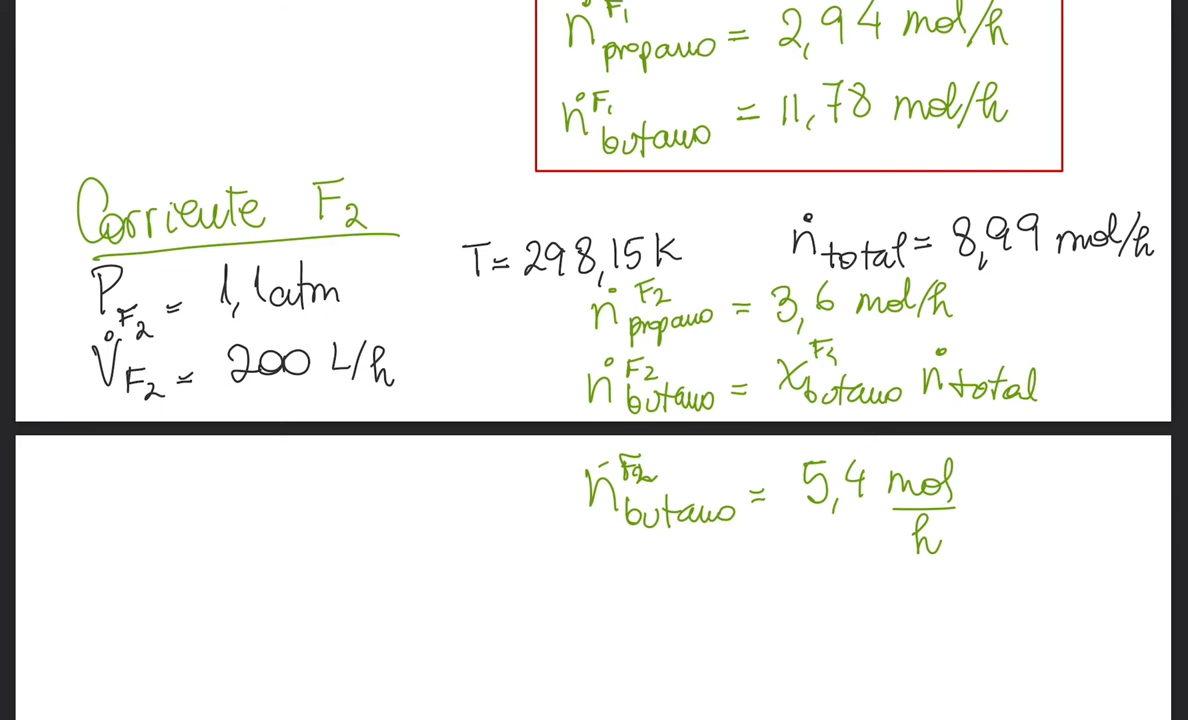 ṅ^F₁ propano = 2,94 mol/h
ṅ^F₁ butano = 11,78 mol/h
Corriente F₂
P_F₂ = 1,1 atm
V̇_F₂ = 200 L/h
T = 298,15 K
ṅ total = 8,99 mol/h
ṅ^F₂ propano = 3,6 mol/h
ṅ^F₂ butano = x^F₂ butano ṅ total
ṅ^F₂ butano = 5,4 mol/h